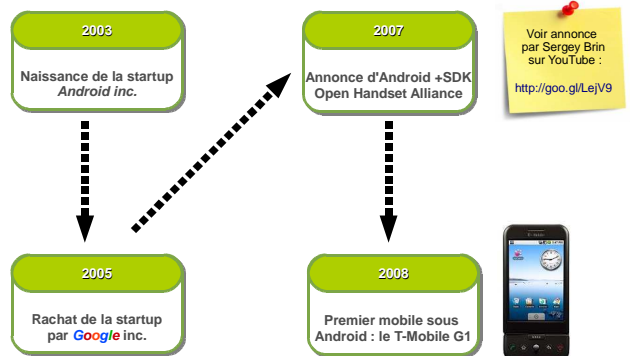 2003
Naissance de la startup
Android inc.
2005
Rachat de la startup
par Google inc.
2007
Annonce d'Android +SDK
Open Handset Alliance
2008
Premier mobile sous
Android : le T-Mobile G1
Voir annonce
par Sergey Brin
sur YouTube :
http://goo.gl/LejV9